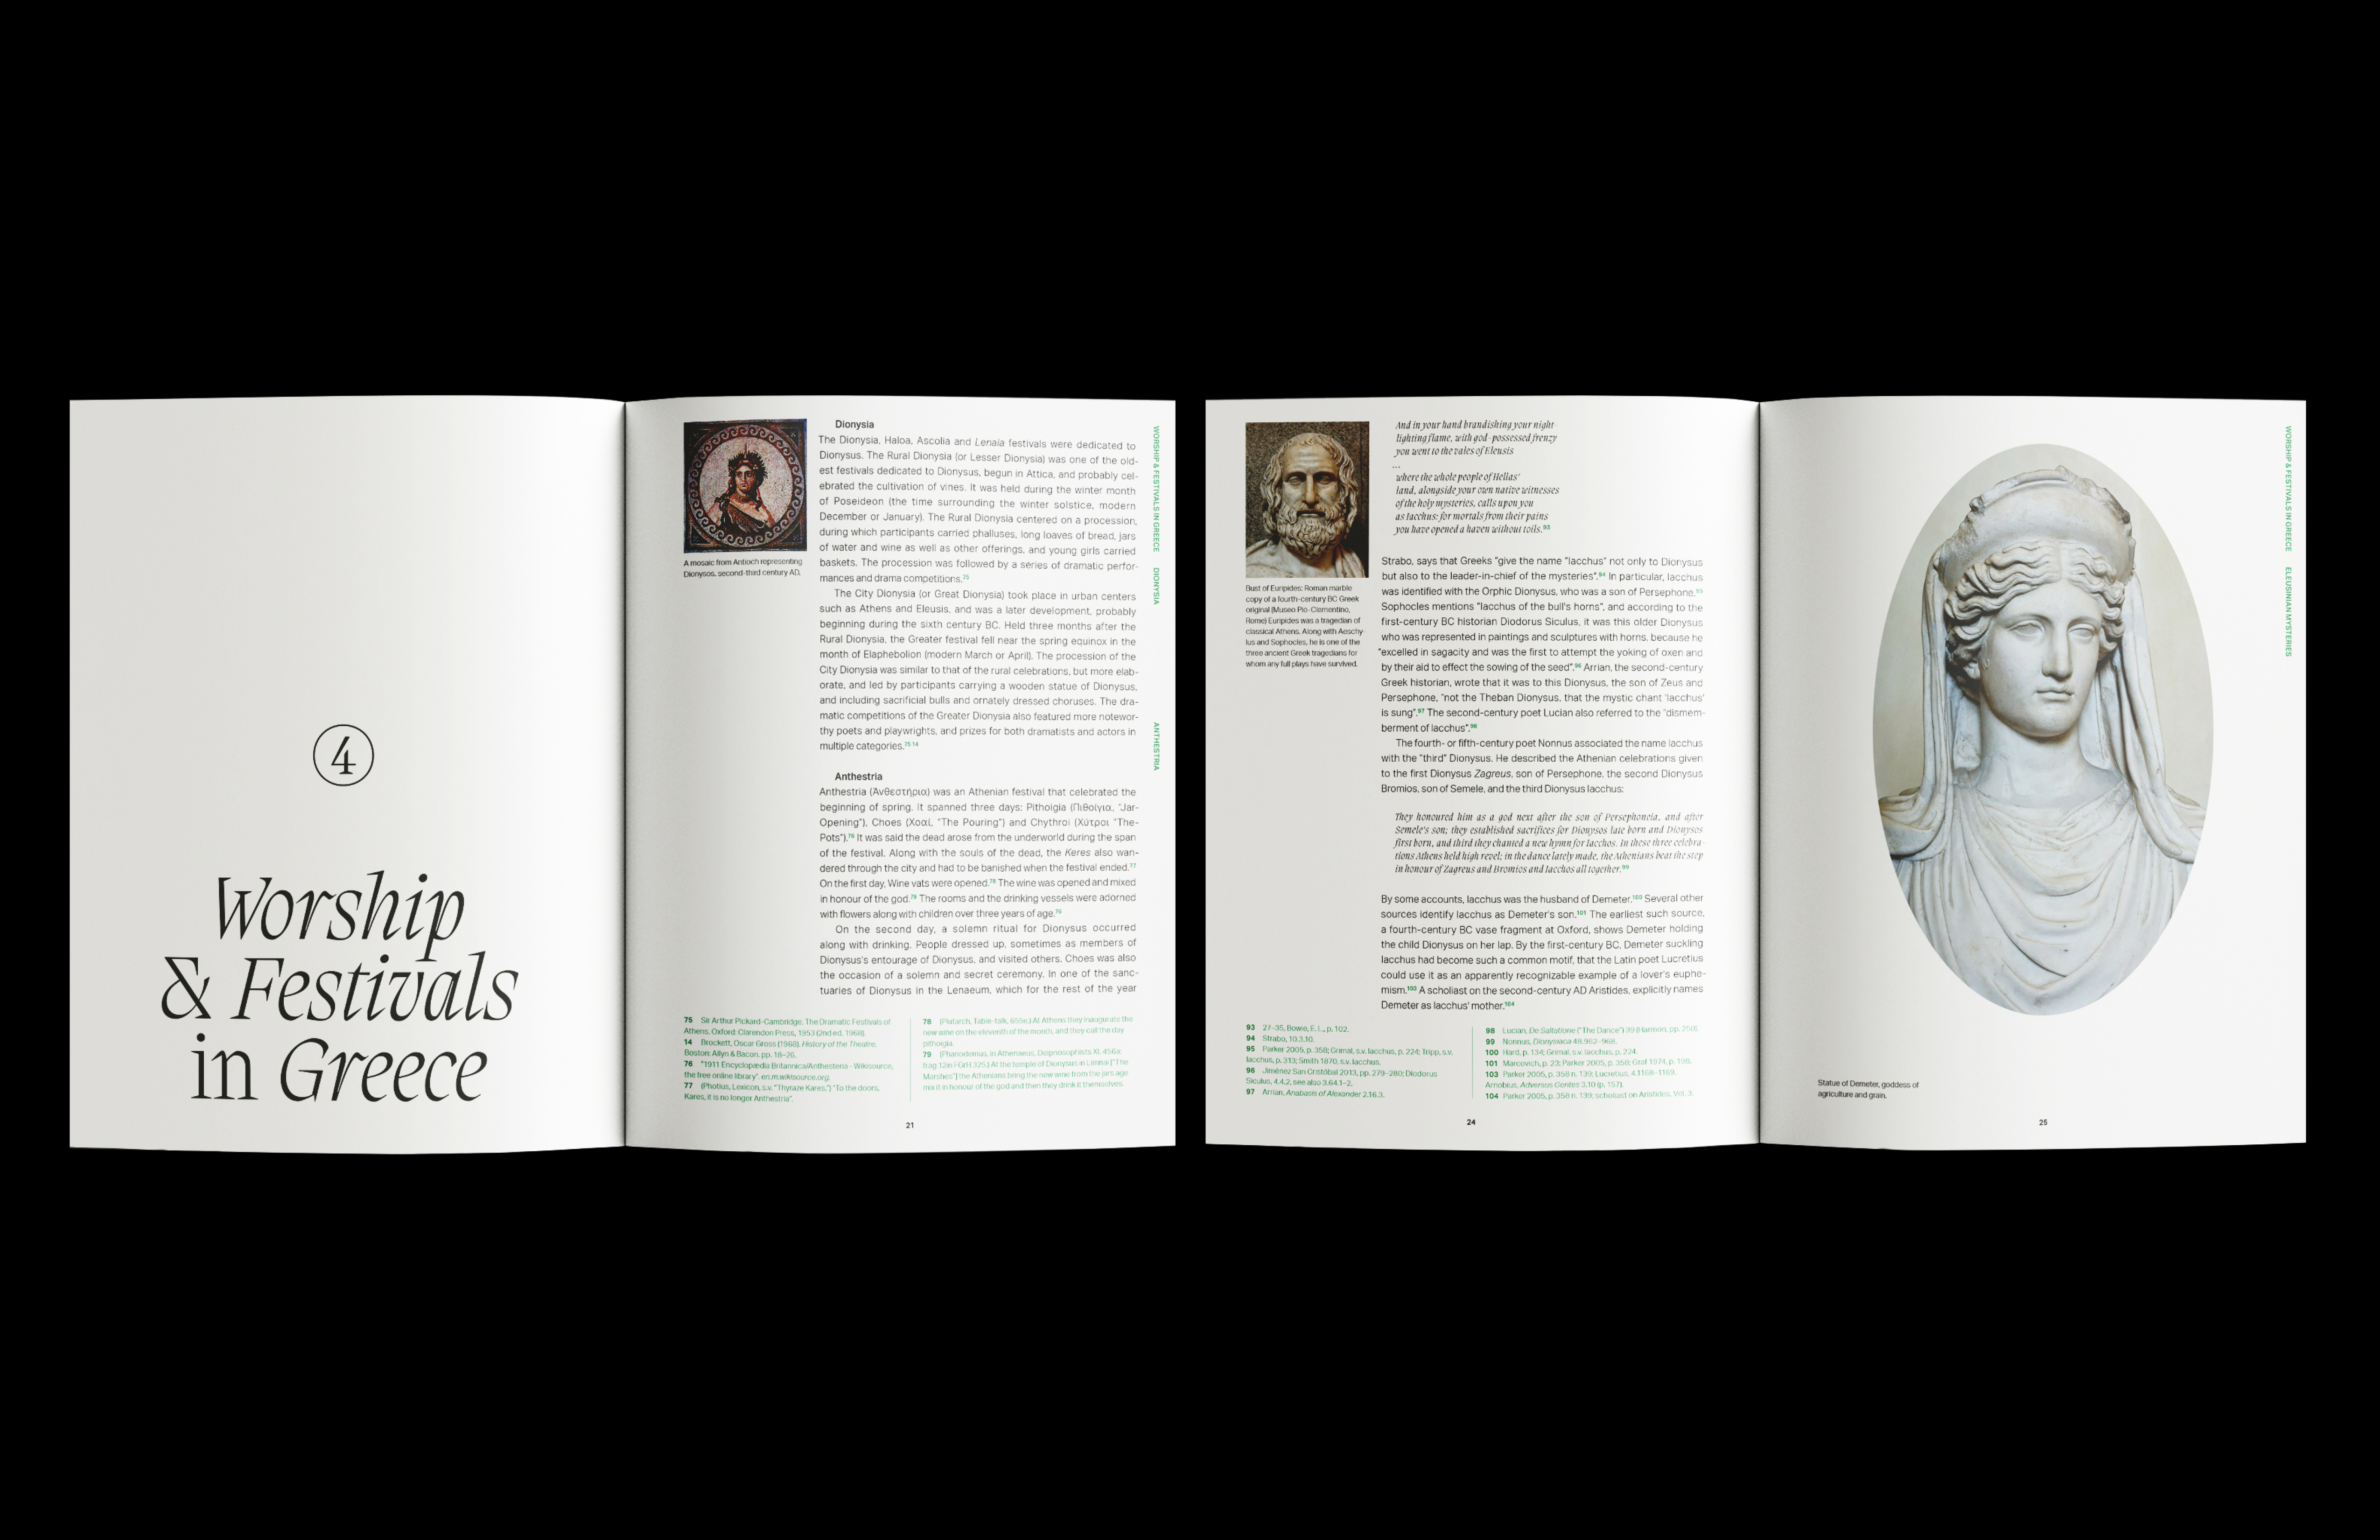 4
Worship
& Festivals
in Greece
A mosaic from Antioch representing
Dionysos, second-third century AD.
Dionysia
The Dionysia, Haloa, Ascolia and Lenaia festivals were dedicated to
Dionysus. The Rural Dionysia (or Lesser Dionysia) was one of the old-
est festivals dedicated to Dionysus, begun in Attica, and probably cel-
ebrated the cultivation of vines. It was held during the winter month
of Poseideon (the time surrounding the winter solstice, modern
December or January). The Rural Dionysia centered on a procession,
during which participants carried phalluses, long loaves of bread, jars
of water and wine as well as other offerings, and young girls carried
baskets. The procession was followed by a series of dramatic perfor-
mances and drama competitions.75
The City Dionysia (or Great Dionysia) took place in urban centers
such as Athens and Eleusis, and was a later development, probably
beginning during the sixth century BC. Held three months after the
Rural Dionysia, the Greater festival fell near the spring equinox in the
month of Elaphebolion (modern March or April). The procession of the
City Dionysia was similar to that of the rural celebrations, but more elab-
orate, and led by participants carrying a wooden statue of Dionysus,
and including sacrificial bulls and ornately dressed choruses. The dra-
matic competitions of the Greater Dionysia also featured more notewor-
thy poets and playwrights, and prizes for both dramatists and actors in
multiple categories.75 14
Anthestria
Anthestria (Ἀνθεστήρια) was an Athenian festival that celebrated the
beginning of spring. It spanned three days: Pithoigia (Πιθοίγια, "Jar-
Opening"), Choes (Χοαί, "The Pouring") and Chythroi (Χύτροι "The-
Pots").76 It was said the dead arose from the underworld during the span
of the festival. Along with the souls of the dead, the Keres also wan-
dered through the city and had to be banished when the festival ended.77
On the first day, Wine vats were opened.78 The wine was opened and mixed
in honour of the god.79 The rooms and the drinking vessels were adorned
with flowers along with children over three years of age.76
On the second day, a solemn ritual for Dionysus occurred
along with drinking. People dressed up, sometimes as members of
Dionysus's entourage of Dionysus, and visited others. Choes was also
the occasion of a solemn and secret ceremony. In one of the sanc-
tuaries of Dionysus in the Lenaeum, which for the rest of the year
75 Sir Arthur Pickard-Cambridge. The Dramatic Festivals of
Athens. Oxford: Clarendon Press, 1953 (2nd ed. 1968).
14 Brockett, Oscar Gross (1968). History of the Theatre.
Boston: Allyn & Bacon. pp. 18–26.
76 "1911 Encyclopædia Britannica/Anthesteria - Wikisource,
the free online library". en.m.wikisource.org.
77 (Photius, Lexicon, s.v. "Thyraze Kares.") "To the doors,
Kares, it is no longer Anthestria".
78 (Plutarch, Table-talk, 655e.) At Athens they inaugurate the
new wine on the eleventh of the month, and they call the day
pithoigia.
79 (Phanodemus, in Athenaeus, Deipnosophists XI. 456a;
frag 12in FGrH 325.) At the temple of Dionysus in Limnai ["The
Marshes"] the Athenians bring the new wine from the jars age
mix it in honour of the god and then they drink it themselves.
21
WORSHIP & FESTIVALS IN GREECE
DIONYSIA
ANTHESTRIA
Bust of Euripides: Roman marble
copy of a fourth-century BC Greek
original (Museo Pio-Clementino,
Rome) Euripides was a tragedian of
classical Athens. Along with Aeschy-
lus and Sophocles, he is one of the
three ancient Greek tragedians for
whom any full plays have survived.
And in your hand brandishing your night-
lighting flame, with god-possessed frenzy
you went to the vales of Eleusis
...
where the whole people of Hellas'
land, alongside your own native witnesses
of the holy mysteries, calls upon you
as Iacchus: for mortals from their pains
you have opened a haven without toils.93
Strabo, says that Greeks "give the name "Iacchus" not only to Dionysus
but also to the leader-in-chief of the mysteries".94 In particular, Iacchus
was identified with the Orphic Dionysus, who was a son of Persephone.95
Sophocles mentions "Iacchus of the bull's horns", and according to the
first-century BC historian Diodorus Siculus, it was this older Dionysus
who was represented in paintings and sculptures with horns, because he
"excelled in sagacity and was the first to attempt the yoking of oxen and
by their aid to effect the sowing of the seed".96 Arrian, the second-century
Greek historian, wrote that it was to this Dionysus, the son of Zeus and
Persephone, "not the Theban Dionysus, that the mystic chant 'Iacchus'
is sung".97 The second-century poet Lucian also referred to the "dismem-
berment of Iacchus".98
The fourth- or fifth-century poet Nonnus associated the name Iacchus
with the "third" Dionysus. He described the Athenian celebrations given
to the first Dionysus Zagreus, son of Persephone, the second Dionysus
Bromios, son of Semele, and the third Dionysus Iacchus:
They honoured him as a god next after the son of Persephoneia, and after
Semele's son; they established sacrifices for Dionysos late born and Dionysos
first born, and third they chanted a new hymn for Iacchos. In these three celebra-
tions Athens held high revel; in the dance lately made, the Athenians beat the step
in honour of Zagreus and Bromios and Iacchos all together.99
By some accounts, Iacchus was the husband of Demeter.100 Several other
sources identify Iacchus as Demeter's son.101 The earliest such source,
a fourth-century BC vase fragment at Oxford, shows Demeter holding
the child Dionysus on her lap. By the first-century BC, Demeter suckling
Iacchus had become such a common motif, that the Latin poet Lucretius
could use it as an apparently recognizable example of a lover's euphe-
mism.103 A scholiast on the second-century AD Aristides, explicitly names
Demeter as Iacchus' mother.104
93 27–35, Bowie, E.L., p. 102.
94 Strabo, 10.3.10.
95 Parker 2005, p. 358; Grimal, s.v. Iacchus, p. 224; Tripp, s.v.
Iacchus, p. 313; Smith 1870, s.v. Iacchus.
96 Jiménez San Cristóbal 2013, pp. 279–280; Diodorus
Siculus, 4.4.2, see also 3.64.1–2.
97 Arrian, Anabasis of Alexander 2.16.3.
98 Lucian, De Saltatione ("The Dance") 39 (Harmon, pp. 250).
99 Nonnus, Dionysiaca 48.962–968.
100 Hard, p. 134; Grimal, s.v. Iacchus, p. 224.
101 Marcovich, p. 23; Parker 2005, p. 358; Graf 1974, p. 198.
103 Parker 2005, p. 358 n. 139; Lucretius, 4.1168–1169.
Arnobius, Adversus Gentes 3.10 (p. 157).
104 Parker 2005, p. 358 n. 139; scholiast on Aristides, Vol. 3.
24
Statue of Demeter, goddess of
agriculture and grain.
25
WORSHIP & FESTIVALS IN GREECE
ELEUSINIAN MYSTERIES